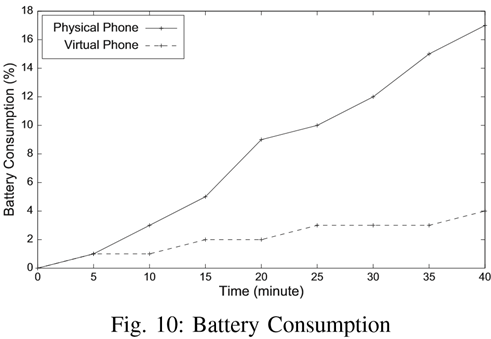 18
16
14
12
10
8
6
4
2
0
Battery Consumption (%)
Physical Phone
Virtual Phone
0 5 10 15 20 25 30 35 40
Time (minute)
Fig. 10: Battery Consumption